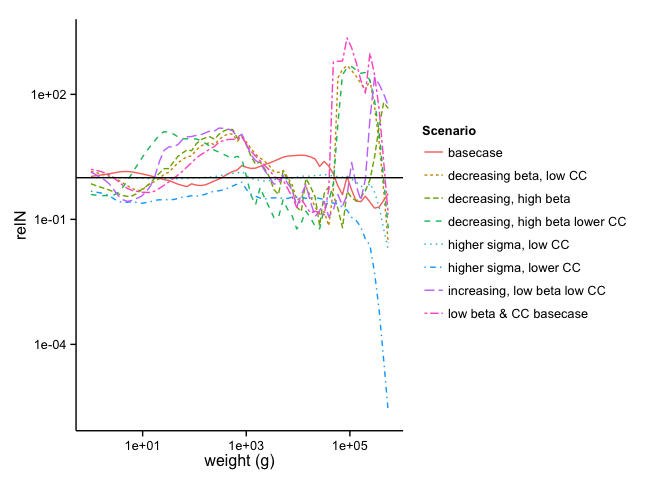 relN
1e+02
1e-01
1e-04
1e+01
1e+03
1e+05
weight (g)
Scenario
basecase
decreasing beta, low CC
decreasing, high beta
decreasing, high beta lower CC
higher sigma, low CC
higher sigma, lower CC
increasing, low beta low CC
low beta & CC basecase